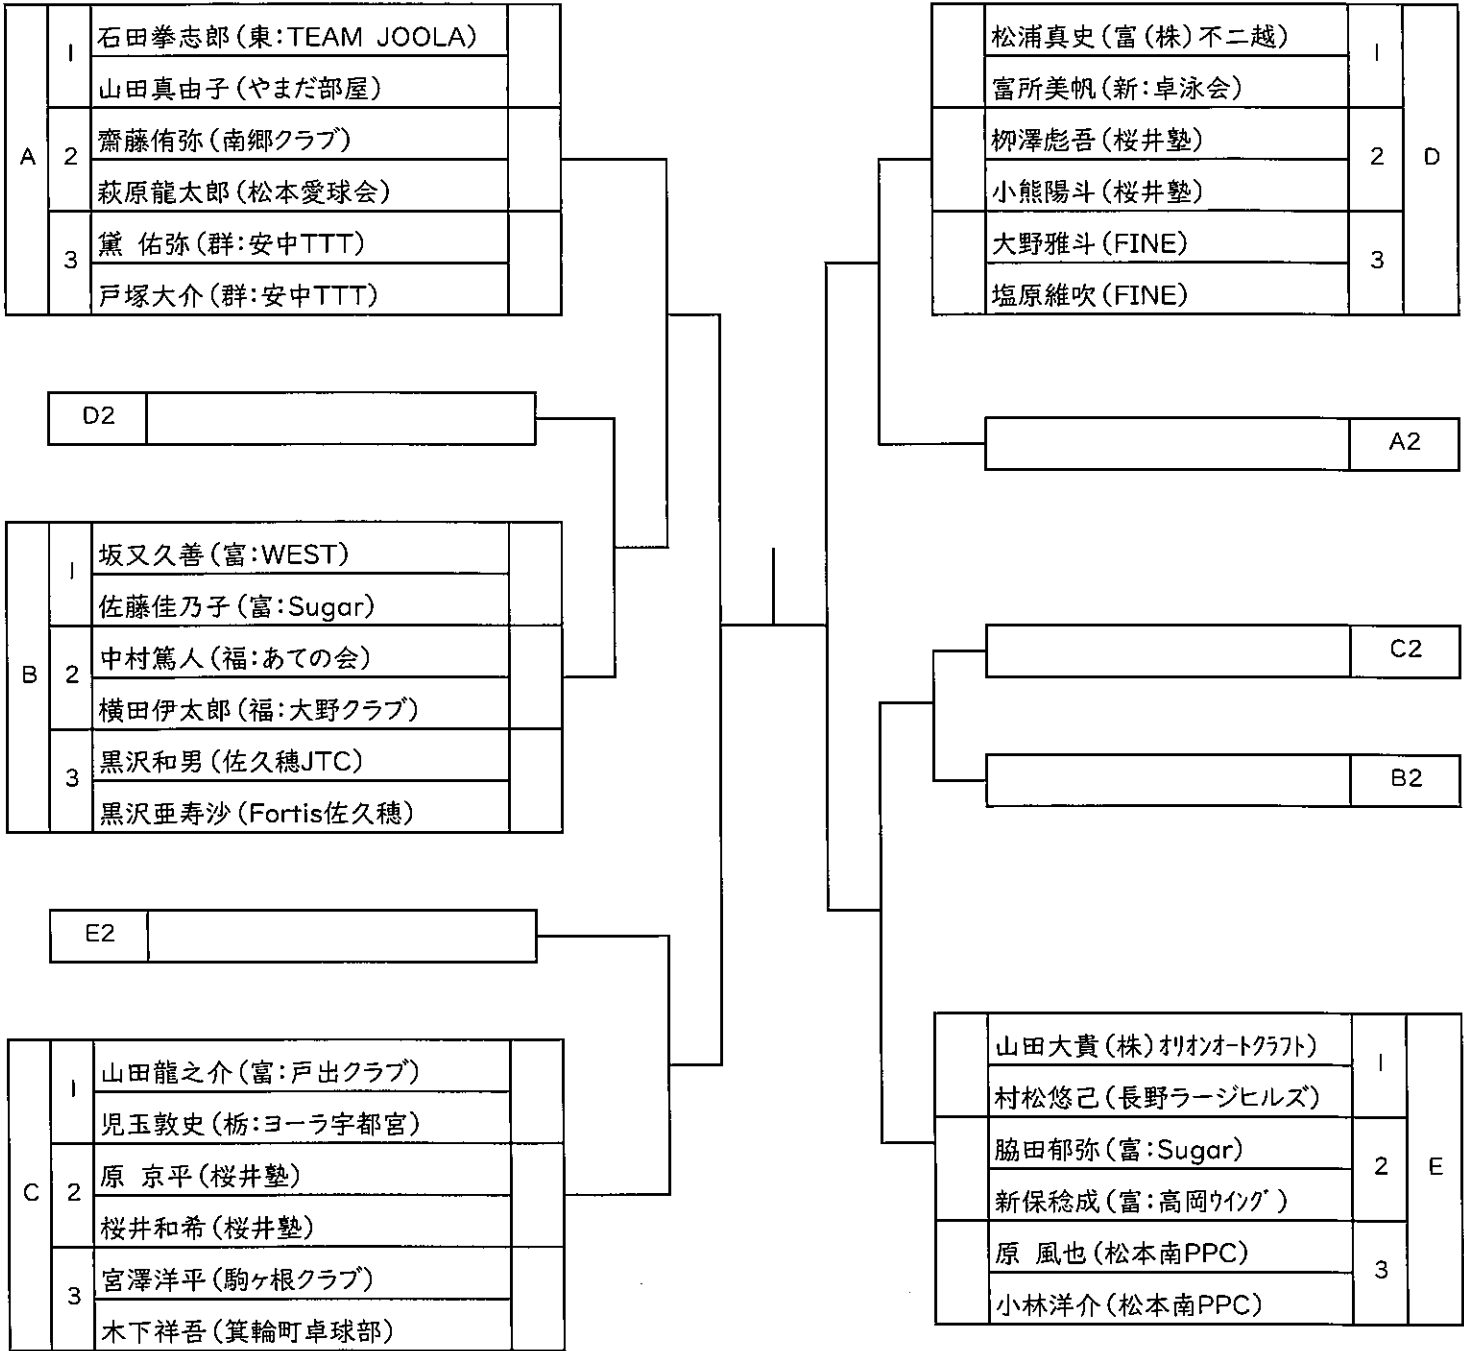 A
1
石田拳志郎(東:TEAM JOOLA)
山田真由子(やまだ部屋)
2
齋藤侑弥(南郷クラブ)
萩原龍太郎(松本愛球会)
3
黛 佑弥(群:安中TTT)
戸塚大介(群:安中TTT)
D2
B
1
坂又久善(富:WEST)
佐藤佳乃子(富:Sugar)
2
中村篤人(福:あての会)
横田伊太郎(福:大野クラブ)
3
黒沢和男(佐久穂JTC)
黒沢亜寿沙(Fortis佐久穂)
E2
C
1
山田龍之介(富:戸出クラブ)
児玉敦史(栃:ヨーラ宇都宮)
2
原 京平(桜井塾)
桜井和希(桜井塾)
3
宮澤洋平(駒ヶ根クラブ)
木下祥吾(箕輪町卓球部)
松浦真史(富(株)不二越)
富所美帆(新:卓泳会)
1
栁澤彪吾(桜井塾)
小熊陽斗(桜井塾)
2
大野雅斗(FINE)
塩原維吹(FINE)
3
D
A2
C2
B2
山田大貴(株)オリオンオートクラフト)
村松悠己(長野ラージヒルズ)
1
脇田郁弥(富:Sugar)
新保稔成(富:高岡ウイング)
2
原 風也(松本南PPC)
小林洋介(松本南PPC)
3
E